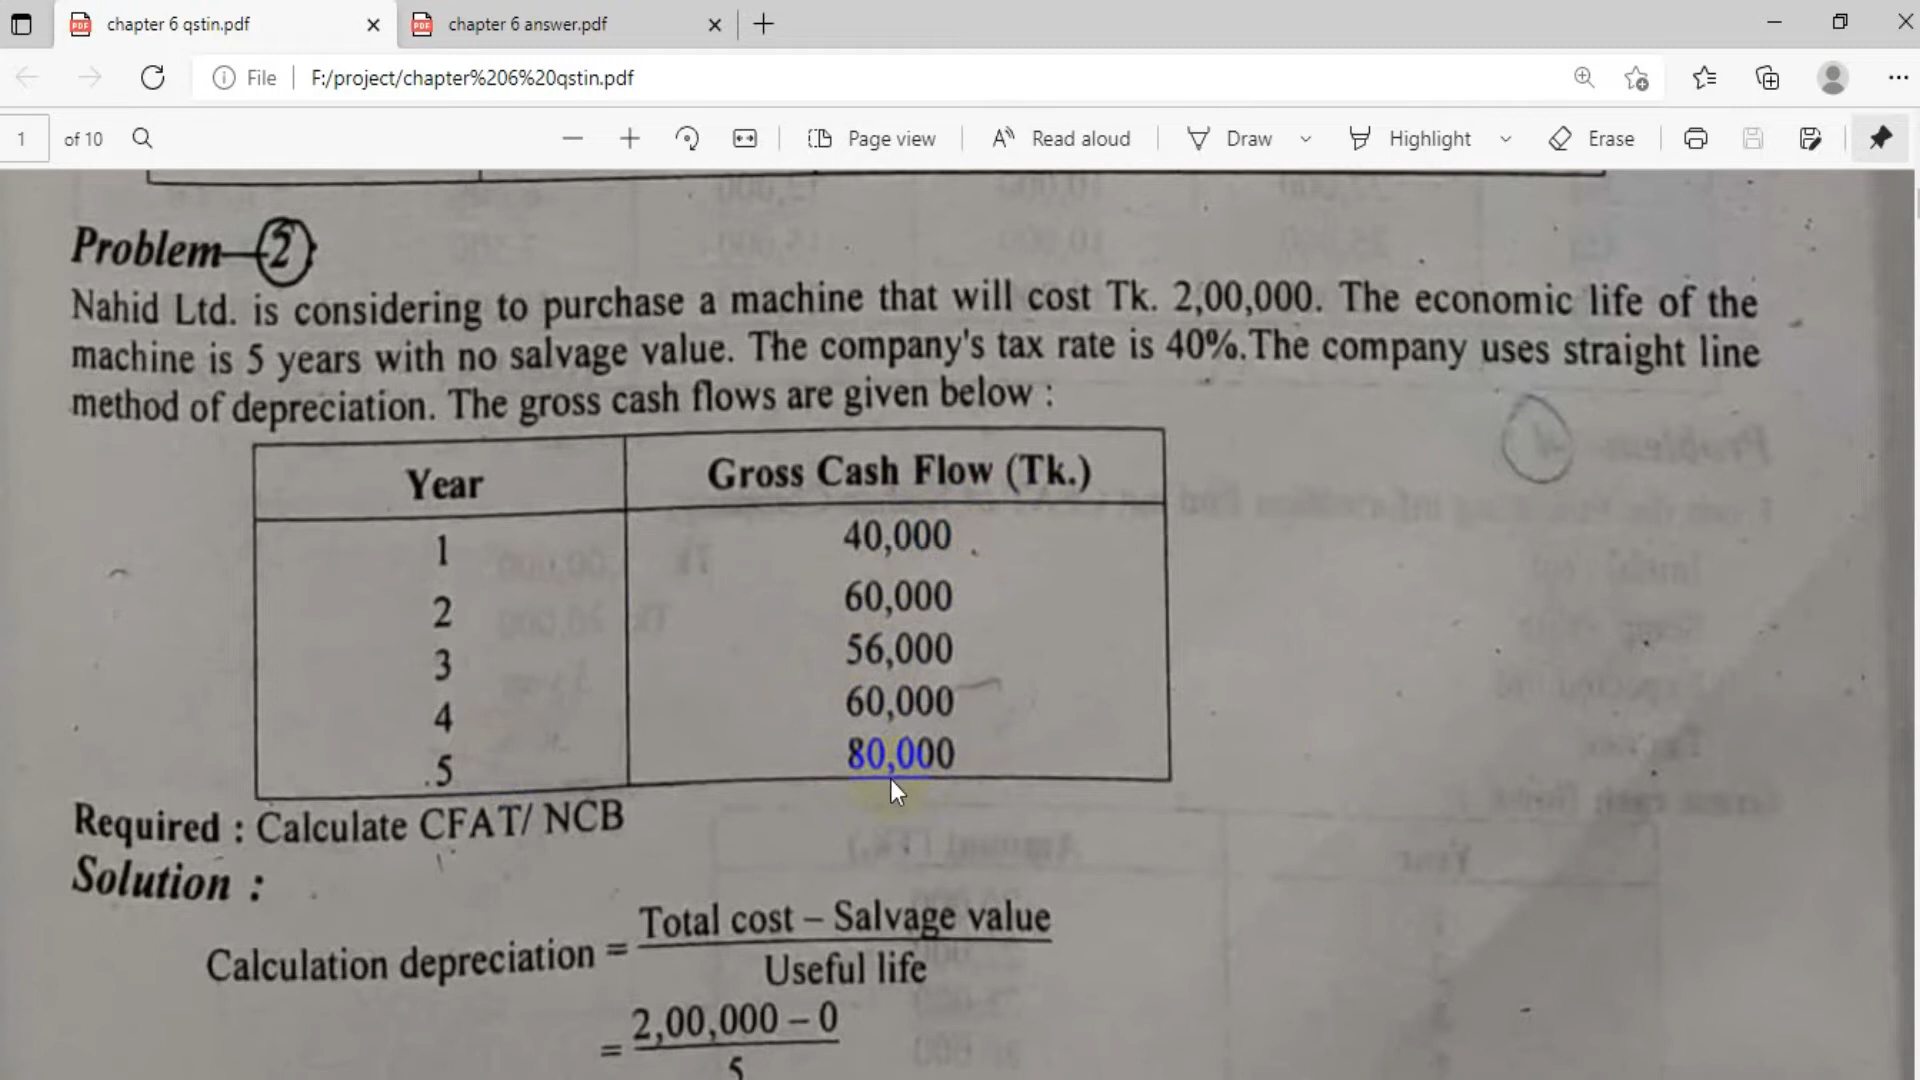 chapter 6 qstin.pdf
chapter 6 answer.pdf
File
F:/project/chapter%206%20qstin.pdf
1 of 10
Page view
Read aloud
Draw
Highlight
Erase
Problem—2
Nahid Ltd. is considering to purchase a machine that will cost Tk. 2,00,000. The economic life of the
machine is 5 years with no salvage value. The company's tax rate is 40%.The company uses straight line
method of depreciation. The gross cash flows are given below :
Year Gross Cash Flow (Tk.)
1 40,000
2 60,000
3 56,000
4 60,000
5 80,000
Required : Calculate CFAT/ NCB
Solution :
Calculation depreciation = Total cost – Salvage value
Useful life
= 2,00,000 – 0
5